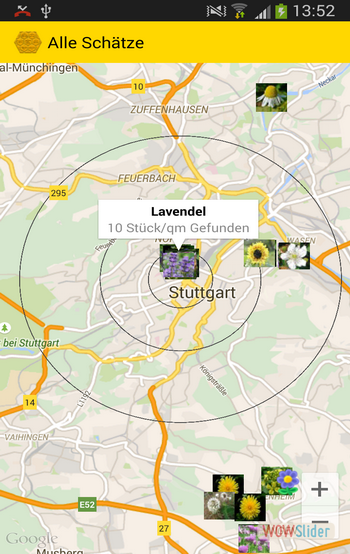 13:52
Alle Schätze
al-Münchingen
10
ZUFFENHAUSEN
Neckar
FEUERBACH
295
Lavendel
10 Stück/qm Gefunden
WASEN
Stuttgart
bei Stuttgart
Königstraße
14
L1192
VAIHINGEN
E52
27
+
−
WOWSlider
Google
Musberg